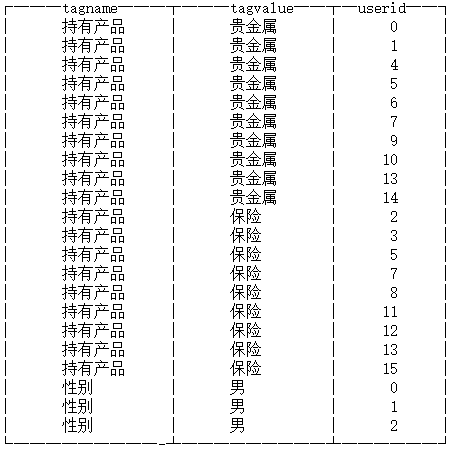 tagname tagvalue userid
持有产品 贵金属 0
持有产品 贵金属 1
持有产品 贵金属 4
持有产品 贵金属 5
持有产品 贵金属 6
持有产品 贵金属 7
持有产品 贵金属 9
持有产品 贵金属 10
持有产品 贵金属 13
持有产品 贵金属 14
持有产品 保险 2
持有产品 保险 3
持有产品 保险 5
持有产品 保险 7
持有产品 保险 8
持有产品 保险 11
持有产品 保险 12
持有产品 保险 13
持有产品 保险 15
性别 男 0
性别 男 1
性别 男 2